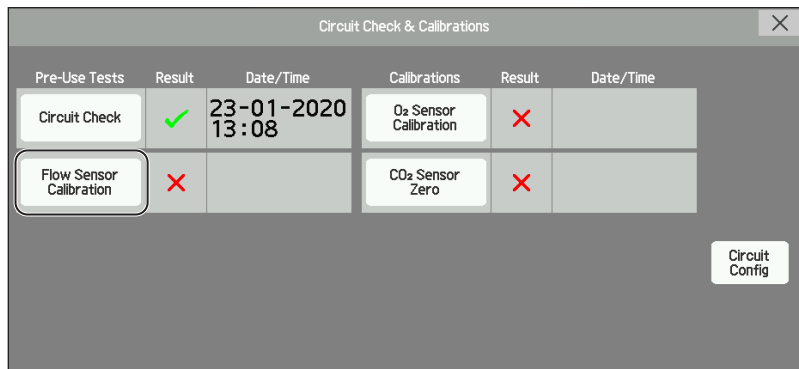 Circuit Check & Calibrations
Pre-Use Tests Result Date/Time Calibrations Result Date/Time
Circuit Check
23-01-2020
13:08
O₂ Sensor
Calibration
Flow Sensor
Calibration
CO₂ Sensor
Zero
Circuit
Config